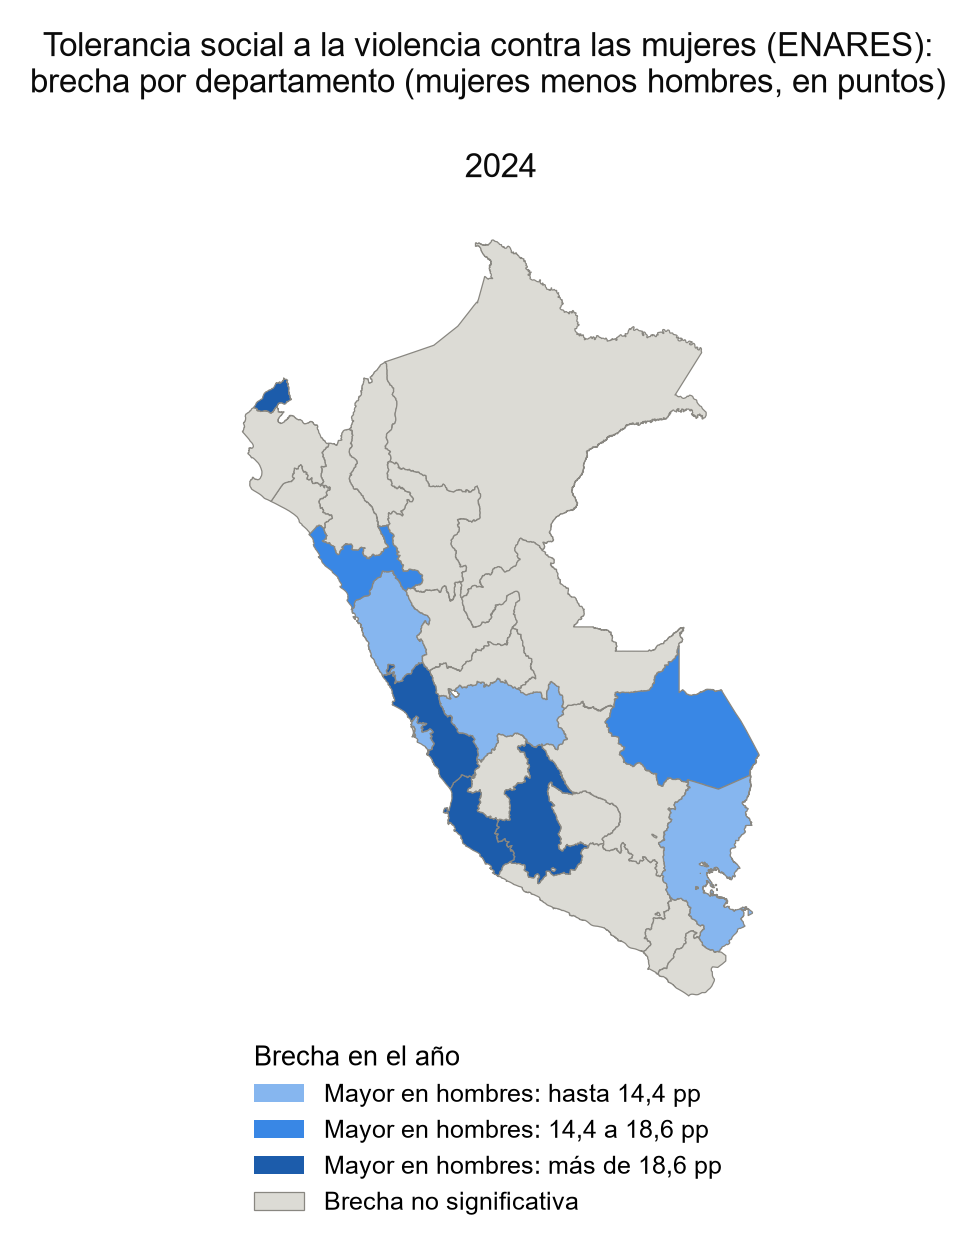 Tolerancia social a la violencia contra las mujeres (ENARES):
brecha por departamento (mujeres menos hombres, en puntos)
2024
Brecha en el año
Mayor en hombres: hasta 14,4 pp
Mayor en hombres: 14,4 a 18,6 pp
Mayor en hombres: más de 18,6 pp
Brecha no significativa